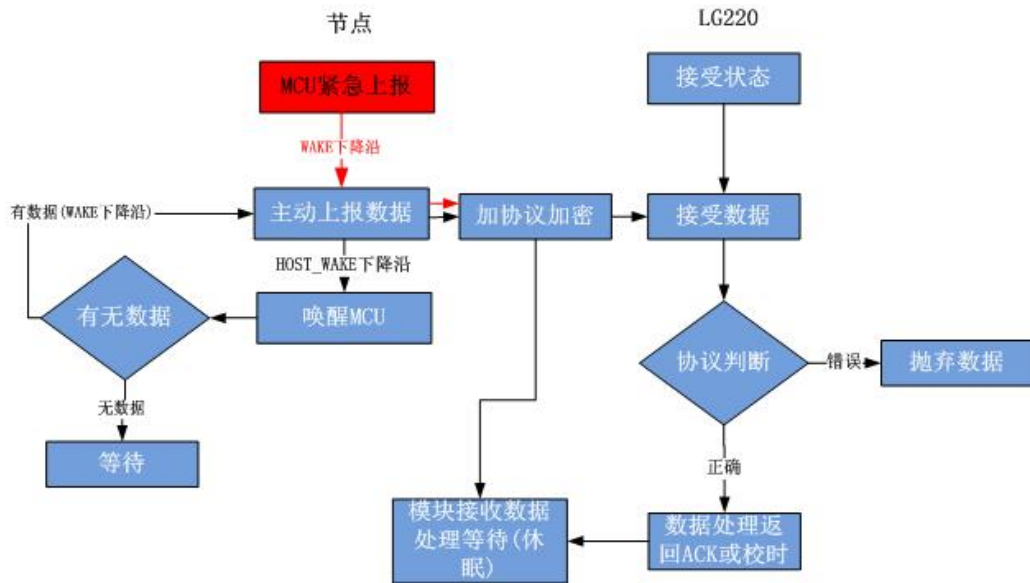 节点
LG220
MCU紧急上报
接受状态
WAKE下降沿
有数据(WAKE下降沿)
主动上报数据
加协议加密
接受数据
HOST_WAKE下降沿
有无数据
唤醒MCU
协议判断
错误
抛弃数据
无数据
等待
正确
模块接收数据
处理等待(休
眠)
数据处理返
回ACK或校时